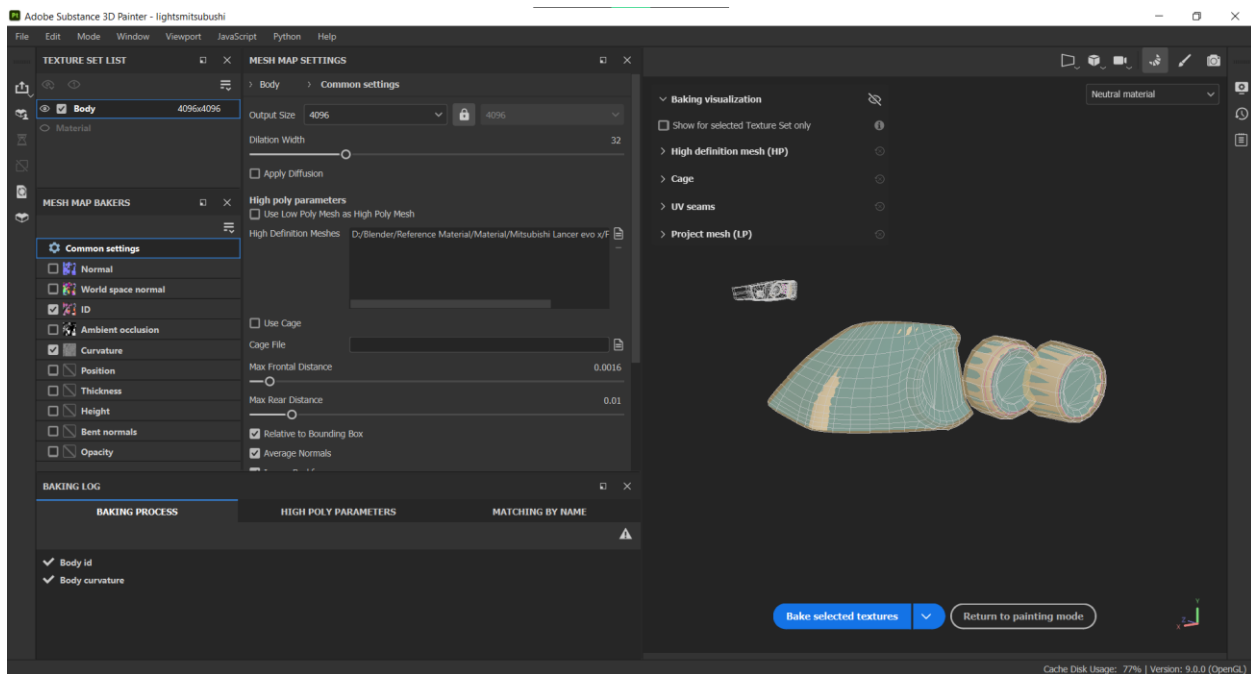 Adobe Substance 3D Painter - lightsmitsubushi
File Edit Mode Window Viewport JavaScript Python Help
TEXTURE SET LIST
Body 4096x4096
Material
MESH MAP BAKERS
Common settings
Normal
World space normal
ID
Ambient occlusion
Curvature
Position
Thickness
Height
Bent normals
Opacity
MESH MAP SETTINGS
> Body > Common settings
Output Size 4096 4096
Dilation Width 32
Apply Diffusion
High poly parameters
Use Low Poly Mesh as High Poly Mesh
High Definition Meshes D:/Blender/Reference Material/Material/Mitsubishi Lancer evo x/F
Use Cage
Cage File
Max Frontal Distance 0.0016
Max Rear Distance 0.01
Relative to Bounding Box
Average Normals
BAKING LOG
BAKING PROCESS HIGH POLY PARAMETERS MATCHING BY NAME
Body id
Body curvature
Neutral material
Baking visualization
Show for selected Texture Set only
High definition mesh (HP)
Cage
UV seams
Project mesh (LP)
Bake selected textures Return to painting mode
Y
Z
X
Cache Disk Usage: 77% | Version: 9.0.0 (OpenGL)